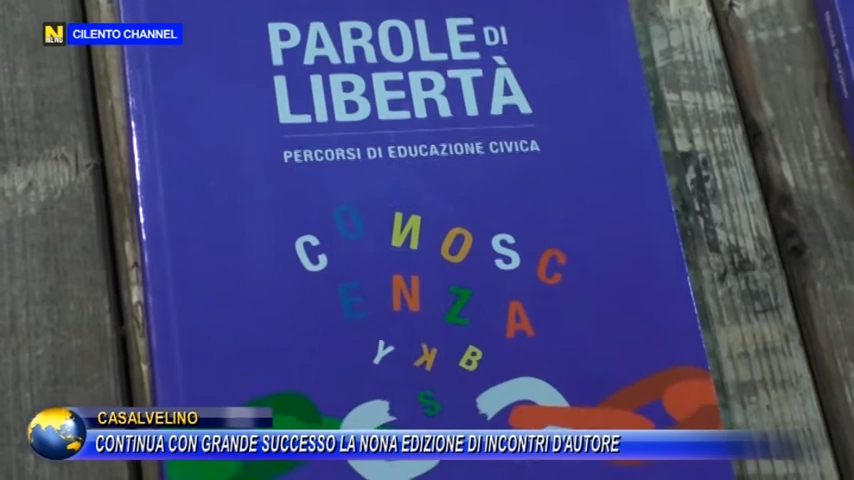 CILENTO CHANNEL
PAROLE DI
LIBERTÀ
PERCORSI DI EDUCAZIONE CIVICA
CONOSC
ENZA
YKB
S
CASALVELINO
CONTINUA CON GRANDE SUCCESSO LA NONA EDIZIONE DI INCONTRI D'AUTORE